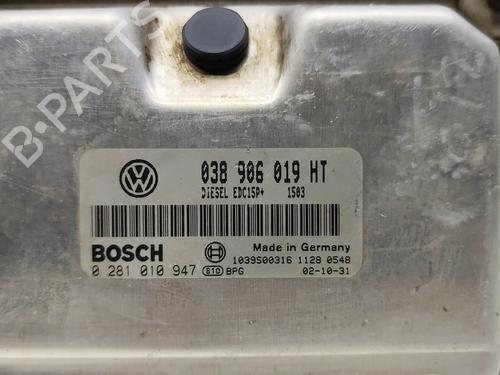 B-PARTS
038 906 019 HT
DIESEL EDC15P+ 1503
BOSCH
Made in Germany
0 281 010 947
S10 BPG
1039S00316 1128 0548
02-10-31